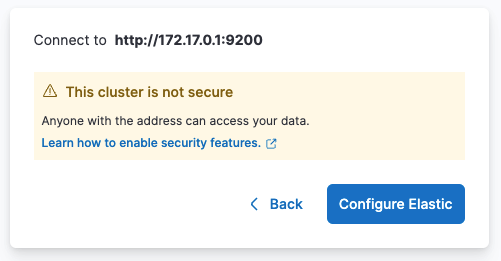 Connect to http://172.17.0.1:9200
This cluster is not secure
Anyone with the address can access your data.
Learn how to enable security features.
Back
Configure Elastic